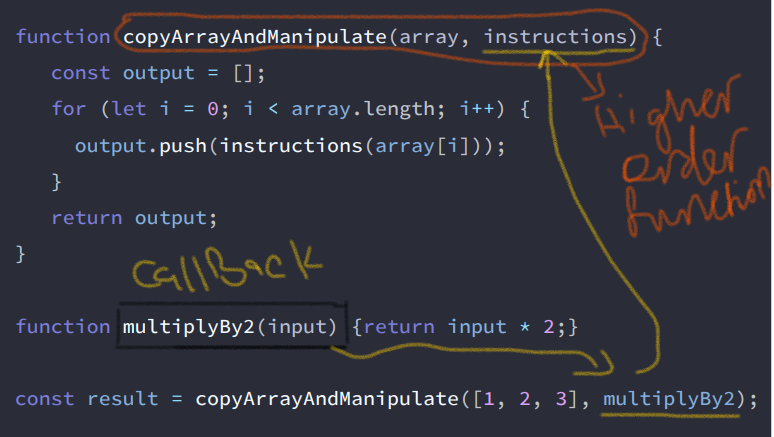 function copyArrayAndManipulate(array, instructions) {
const output = [];
for (let i = 0; i < array.length; i++) {
output.push(instructions(array[i]));
}
return output;
}
Higher
order
function
CallBack
function multiplyBy2(input) {return input * 2;}
const result = copyArrayAndManipulate([1, 2, 3], multiplyBy2);